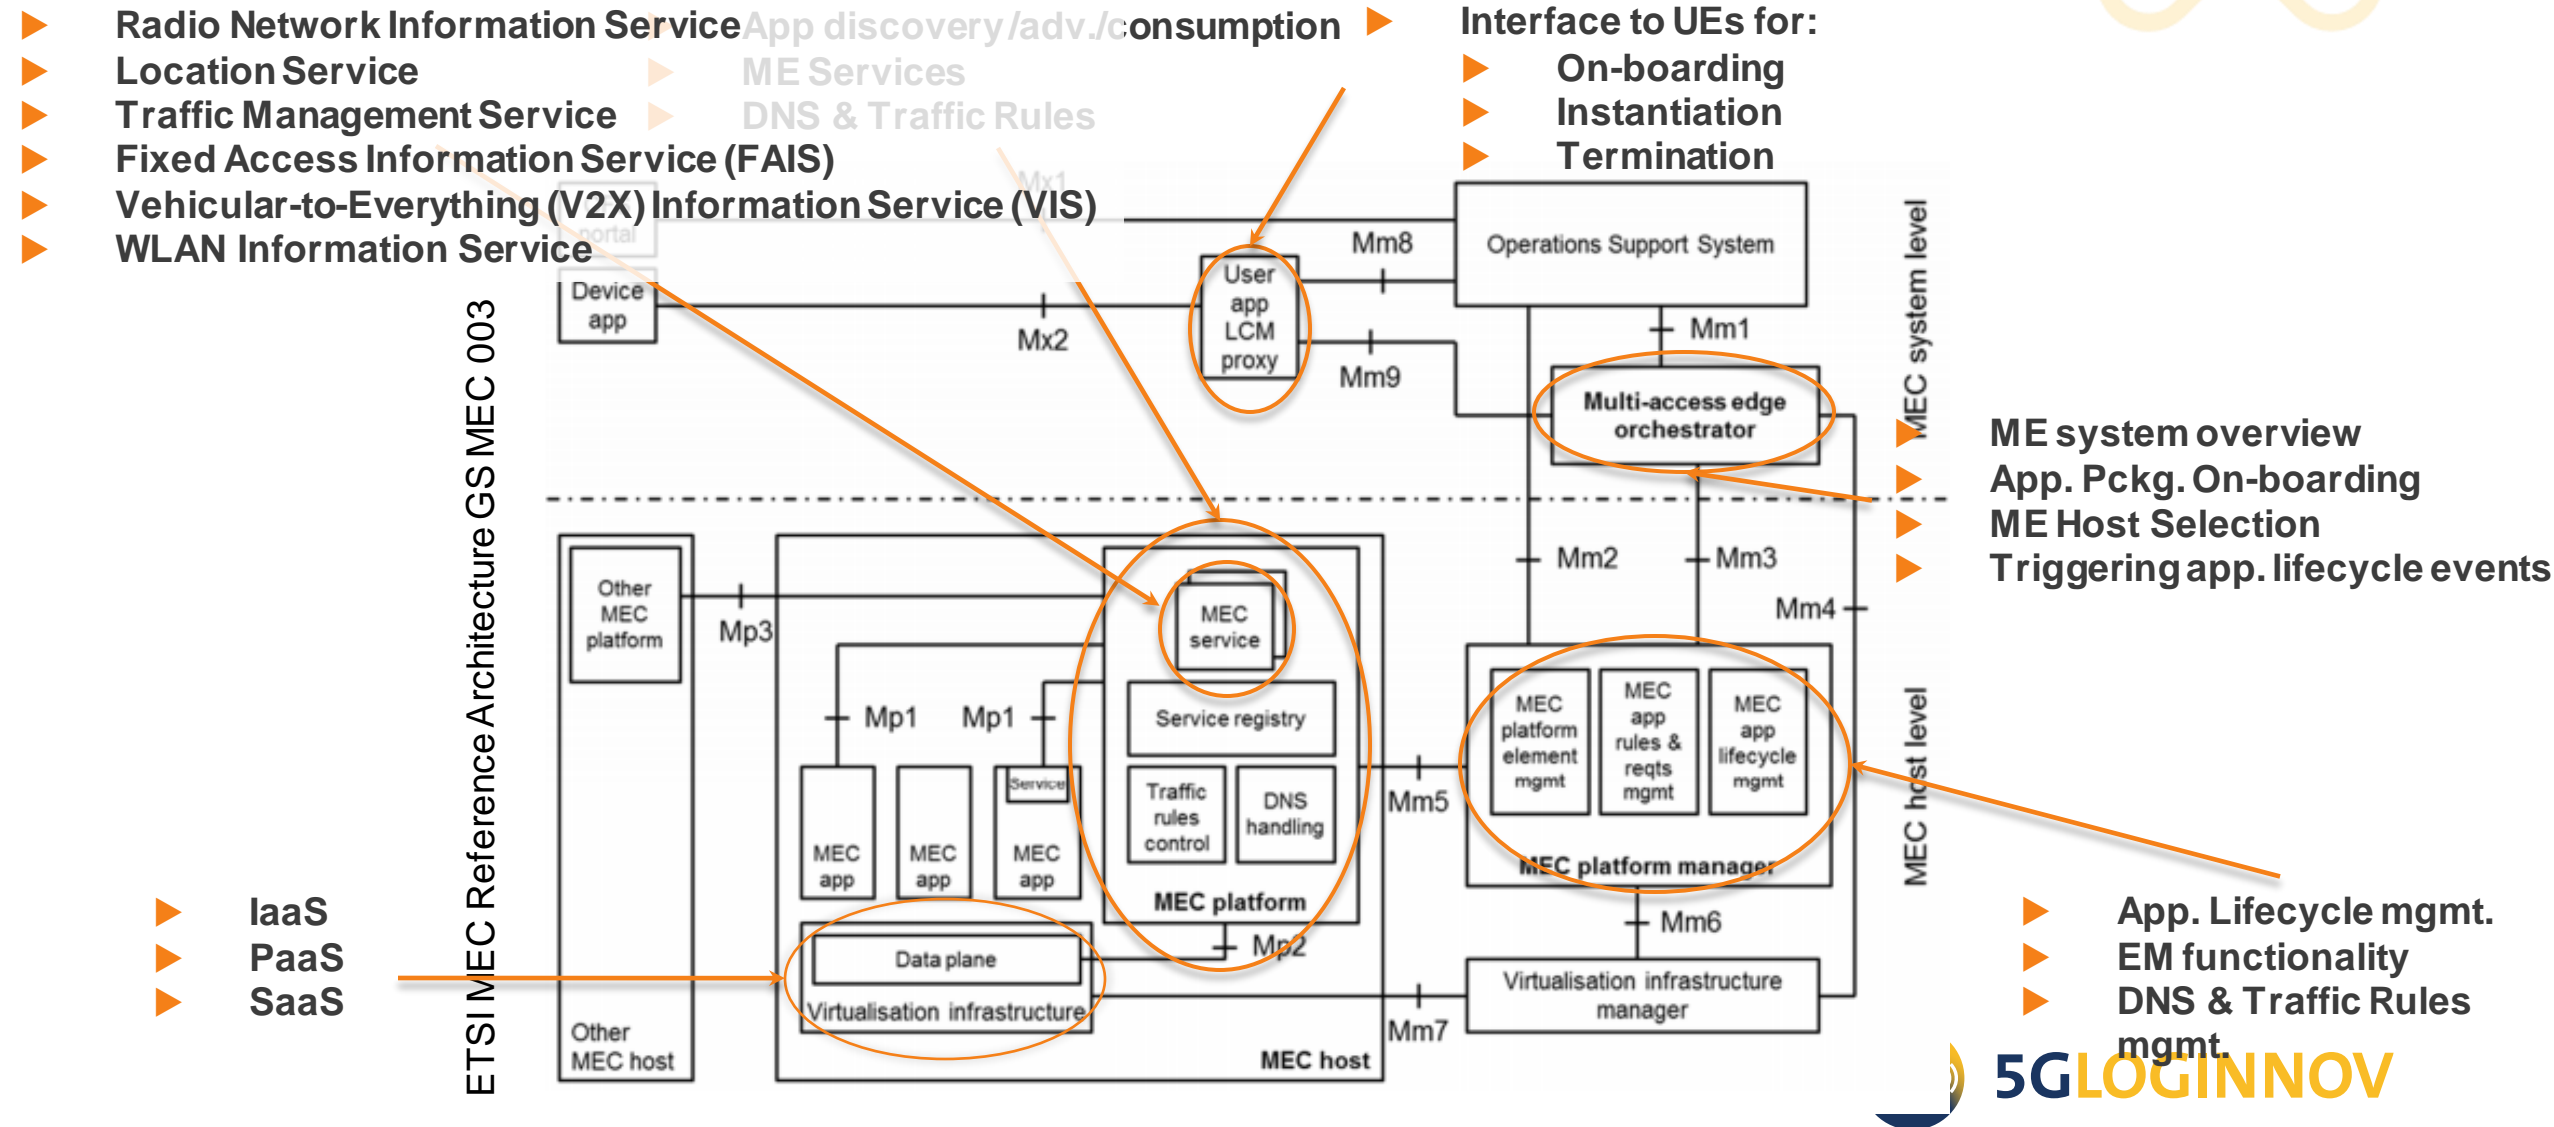 Radio Network Information Service
Location Service
Traffic Management Service
Fixed Access Information Service (FAIS)
Vehicular-to-Everything (V2X) Information Service (VIS)
WLAN Information Service
App discovery/adv./consumption
ME Services
DNS & Traffic Rules
Interface to UEs for:
On-boarding
Instantiation
Termination
Mx1
portal
Device
app
Mx2
User
app
LCM
proxy
Mm8
Mm9
Operations Support System
Mm1
Multi-access edge
orchestrator
MEC system level
ME system overview
App. Pckg. On-boarding
ME Host Selection
Triggering app. lifecycle events
ETSI MEC Reference Architecture GS MEC 003
Other
MEC
platform
Mp3
MEC
service
Mp1
Mp1
Service registry
Service
Traffic
rules
control
DNS
handling
MEC
app
MEC
app
MEC
app
MEC platform
Mp2
Data plane
Virtualisation infrastructure
Other
MEC host
MEC host
Mm2
Mm3
Mm4
Mm5
MEC
platform
element
mgmt
MEC
app
rules &
reqts
mgmt
MEC
app
lifecycle
mgmt
MEC platform manager
Mm6
Mm7
Virtualisation infrastructure
manager
MEC host level
IaaS
PaaS
SaaS
App. Lifecycle mgmt.
EM functionality
DNS & Traffic Rules
mgmt.
5GLOGINNOV